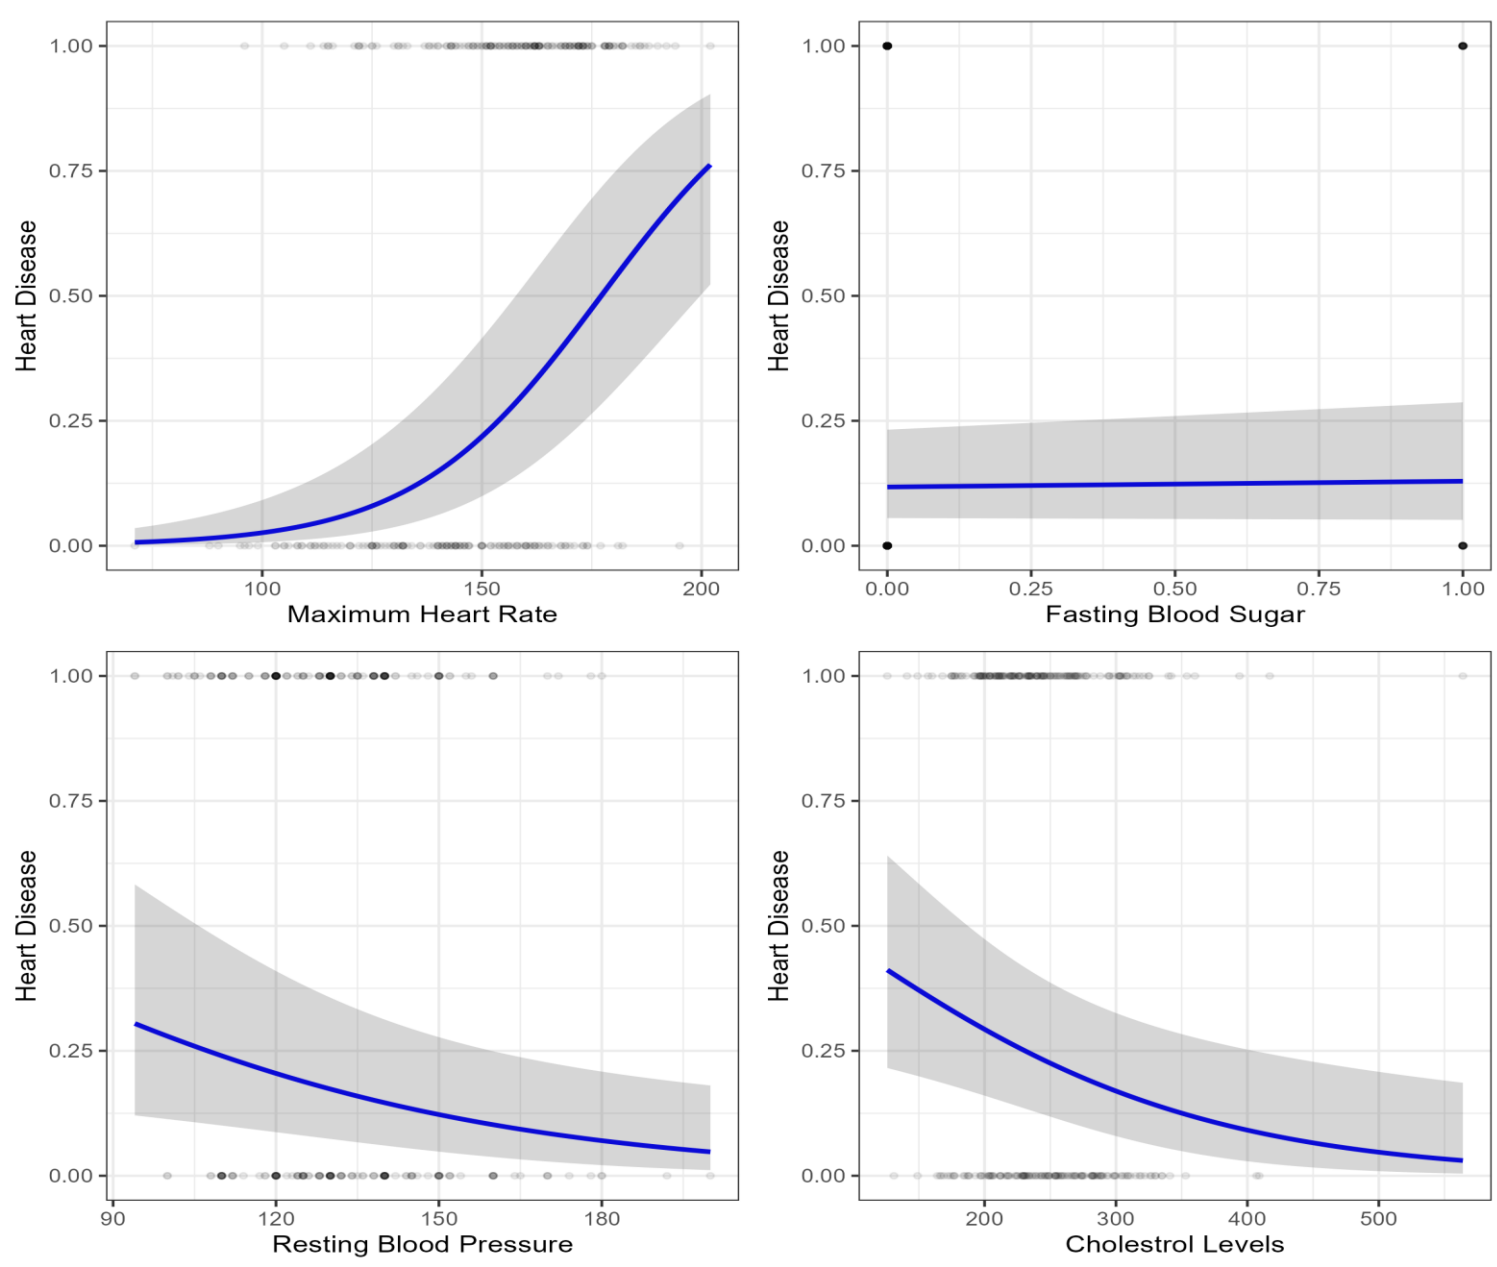 Heart Disease
1.00
0.75
0.50
0.25
0.00
100 150 200
Maximum Heart Rate
Heart Disease
1.00
0.75
0.50
0.25
0.00
0.00 0.25 0.50 0.75 1.00
Fasting Blood Sugar
Heart Disease
1.00
0.75
0.50
0.25
0.00
90 120 150 180
Resting Blood Pressure
Heart Disease
1.00
0.75
0.50
0.25
0.00
200 300 400 500
Cholestrol Levels